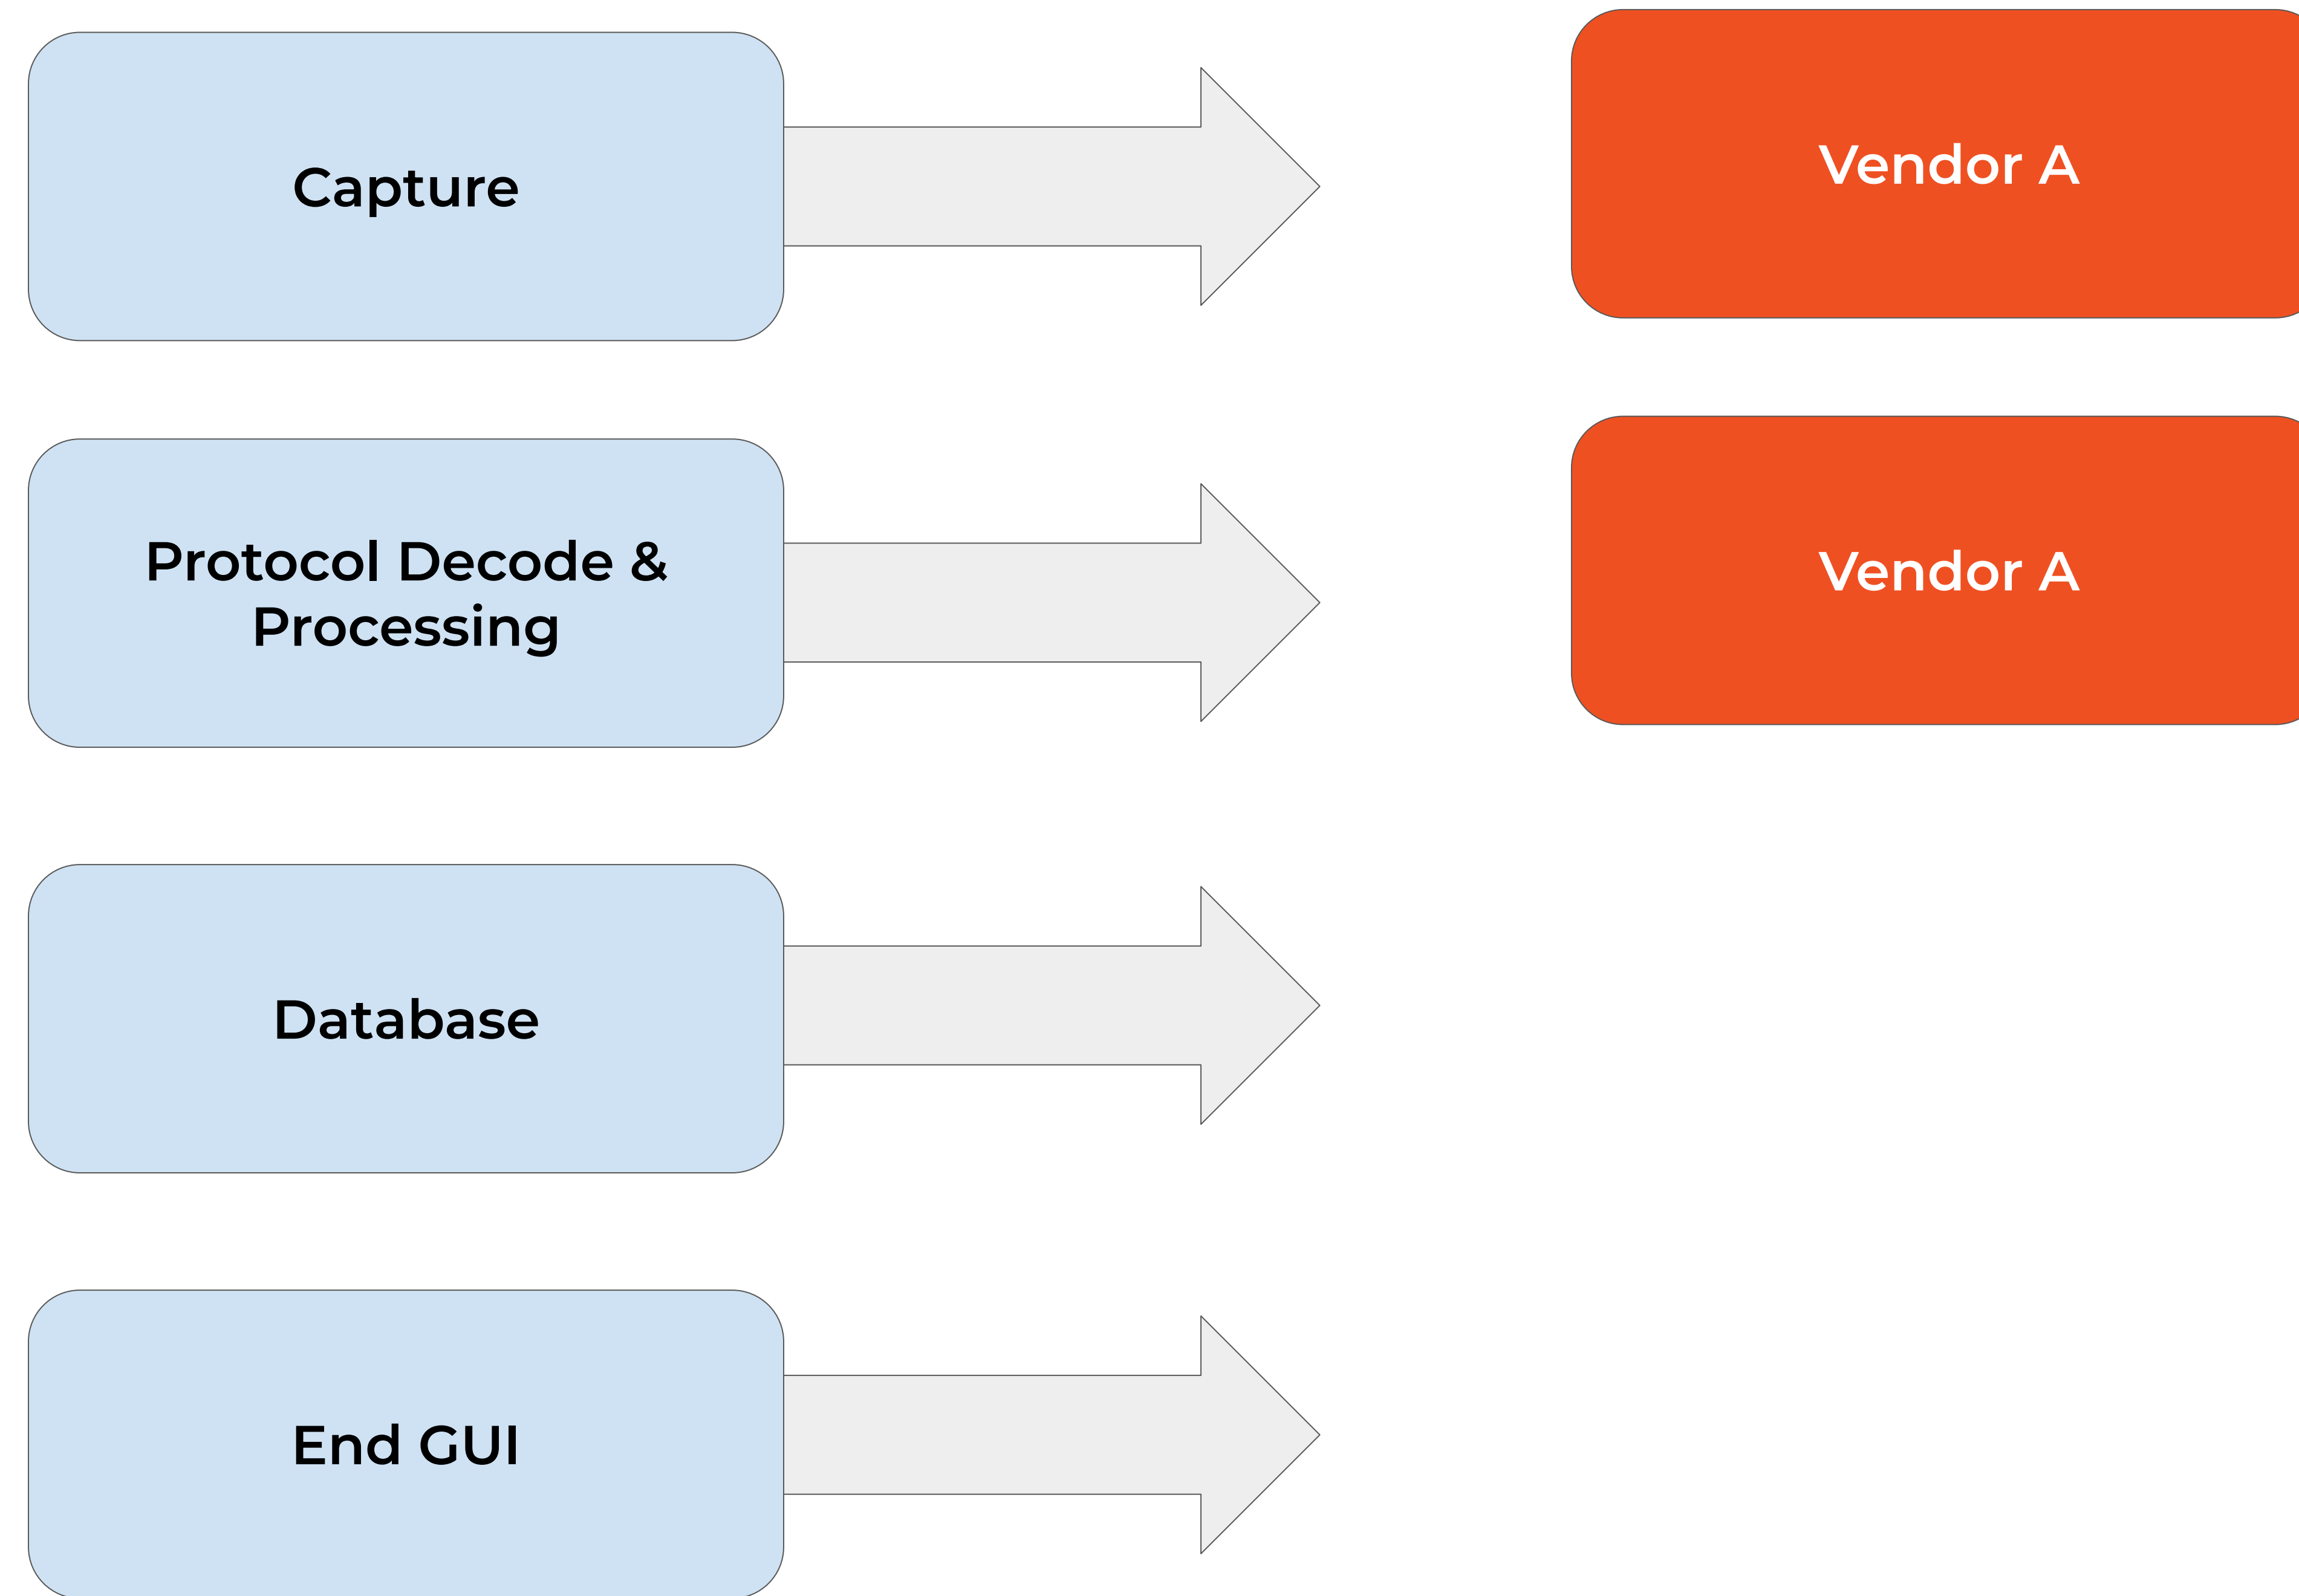 Capture
Vendor A
Protocol Decode &
Processing
Vendor A
Database
End GUI